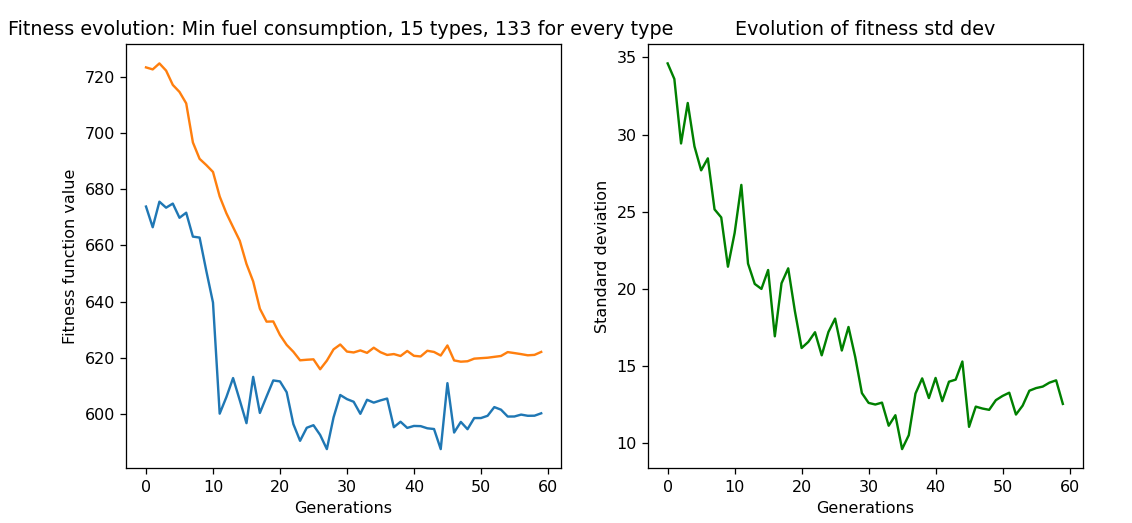 Fitness evolution: Min fuel consumption, 15 types, 133 for every type
Fitness function value
720
700
680
660
640
620
600
0 10 20 30 40 50 60
Generations
Evolution of fitness std dev
Standard deviation
35
30
25
20
15
10
0 10 20 30 40 50 60
Generations